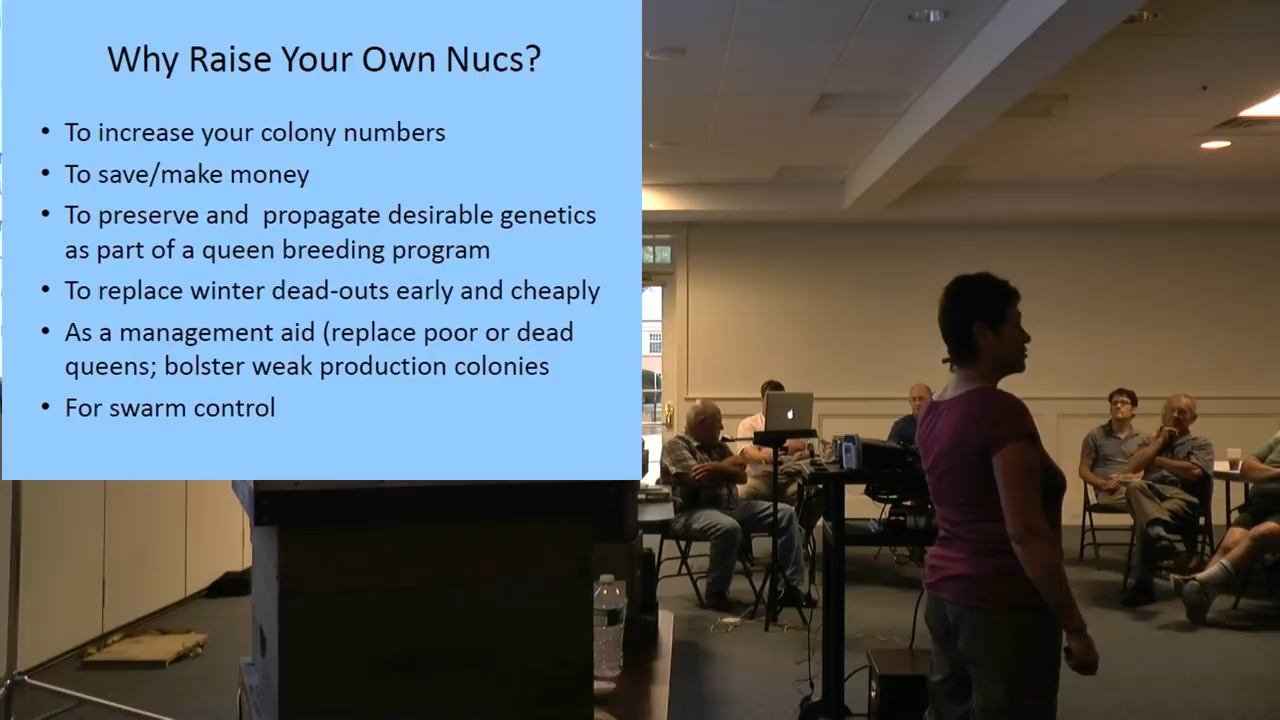 Why Raise Your Own Nucs?
• To increase your colony numbers
• To save/make money
• To preserve and  propagate desirable genetics
as part of a queen breeding program
• To replace winter dead-outs early and cheaply
• As a management aid (replace poor or dead
queens; bolster weak production colonies
• For swarm control